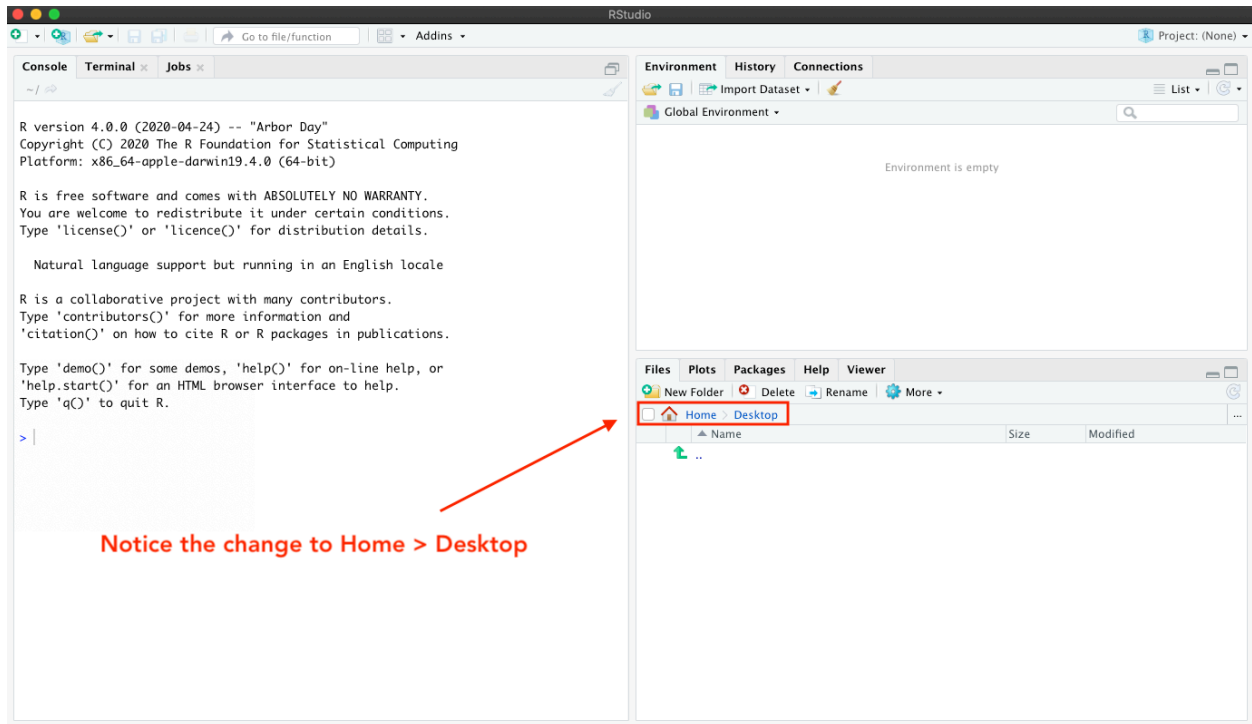 RStudio
Go to file/function
Addins
Project: (None)
Console Terminal Jobs
~/
R version 4.0.0 (2020-04-24) -- "Arbor Day"
Copyright (C) 2020 The R Foundation for Statistical Computing
Platform: x86_64-apple-darwin19.4.0 (64-bit)
R is free software and comes with ABSOLUTELY NO WARRANTY.
You are welcome to redistribute it under certain conditions.
Type 'license()' or 'licence()' for distribution details.
Natural language support but running in an English locale
R is a collaborative project with many contributors.
Type 'contributors()' for more information and
'citation()' on how to cite R or R packages in publications.
Type 'demo()' for some demos, 'help()' for on-line help, or
'help.start()' for an HTML browser interface to help.
Type 'q()' to quit R.
>
Notice the change to Home > Desktop
Environment History Connections
Import Dataset
List
Global Environment
Environment is empty
Files Plots Packages Help Viewer
New Folder Delete Rename More
Home > Desktop
...
Name Size Modified
..